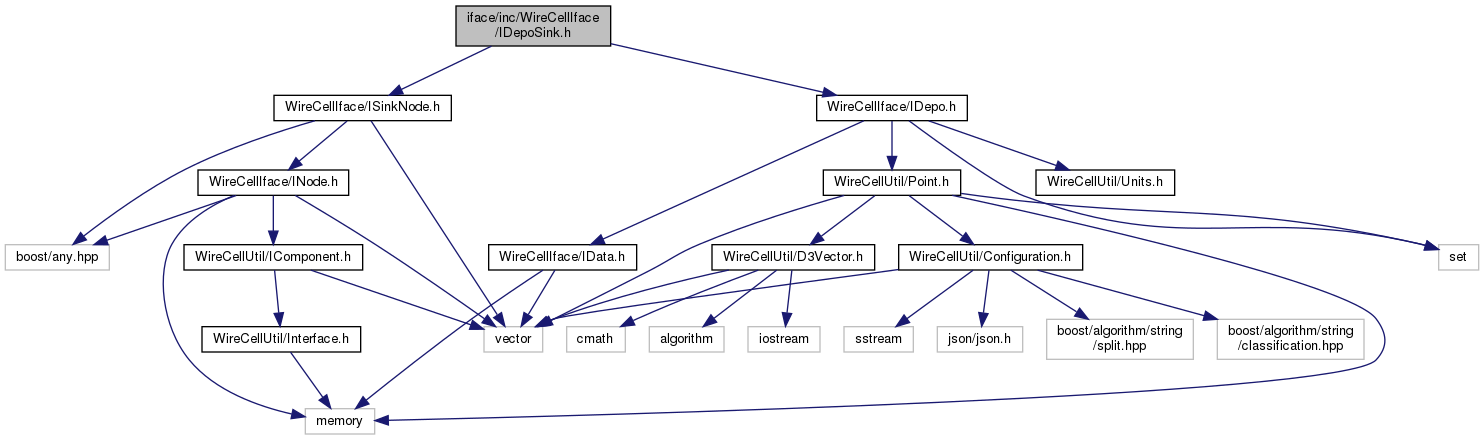 iface/inc/WireCellIface
/IDepoSink.h
WireCellIface/ISinkNode.h
WireCellIface/IDepo.h
WireCellIface/INode.h
WireCellUtil/Point.h
WireCellUtil/Units.h
boost/any.hpp
WireCellUtil/IComponent.h
WireCellIface/IData.h
WireCellUtil/D3Vector.h
WireCellUtil/Configuration.h
set
WireCellUtil/Interface.h
vector
cmath
algorithm
iostream
sstream
json/json.h
boost/algorithm/string
/split.hpp
boost/algorithm/string
/classification.hpp
memory